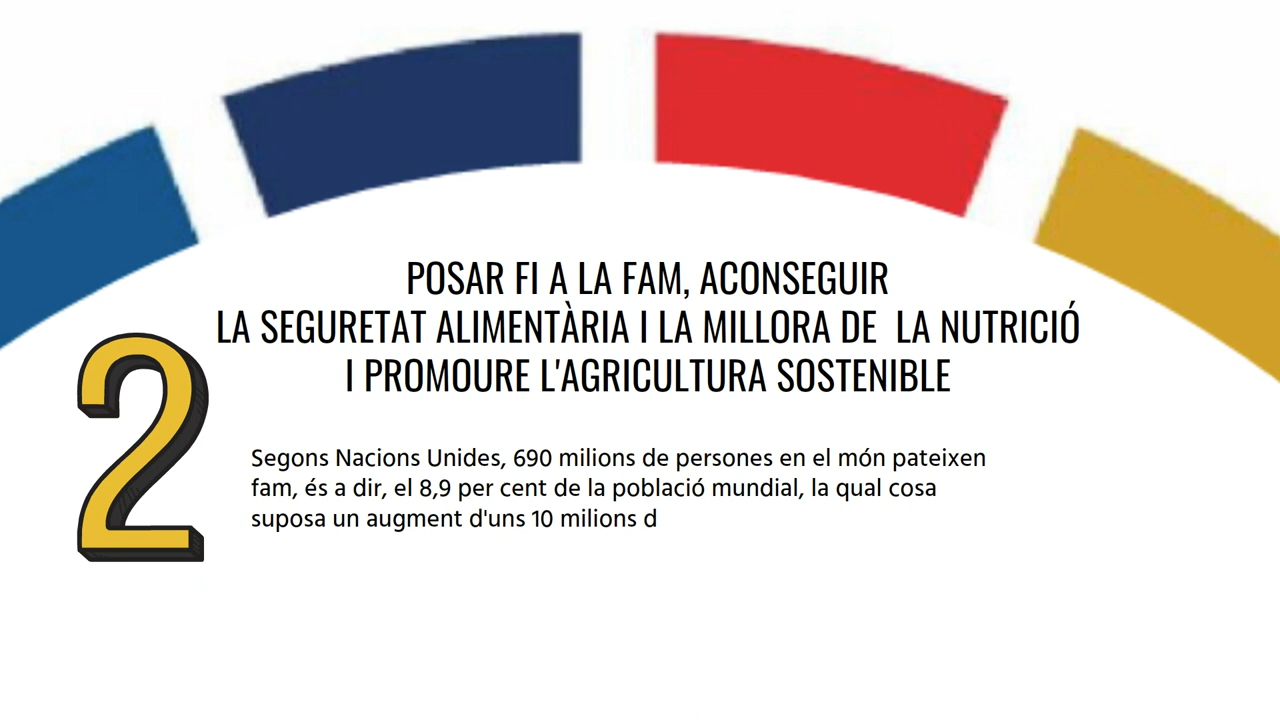 POSAR FI A LA FAM, ACONSEGUIR
LA SEGURETAT ALIMENTÀRIA I LA MILLORA DE  LA NUTRICIÓ
I PROMOURE L'AGRICULTURA SOSTENIBLE
2
Segons Nacions Unides, 690 milions de persones en el món pateixen
fam, és a dir, el 8,9 per cent de la població mundial, la qual cosa
suposa un augment d'uns 10 milions d